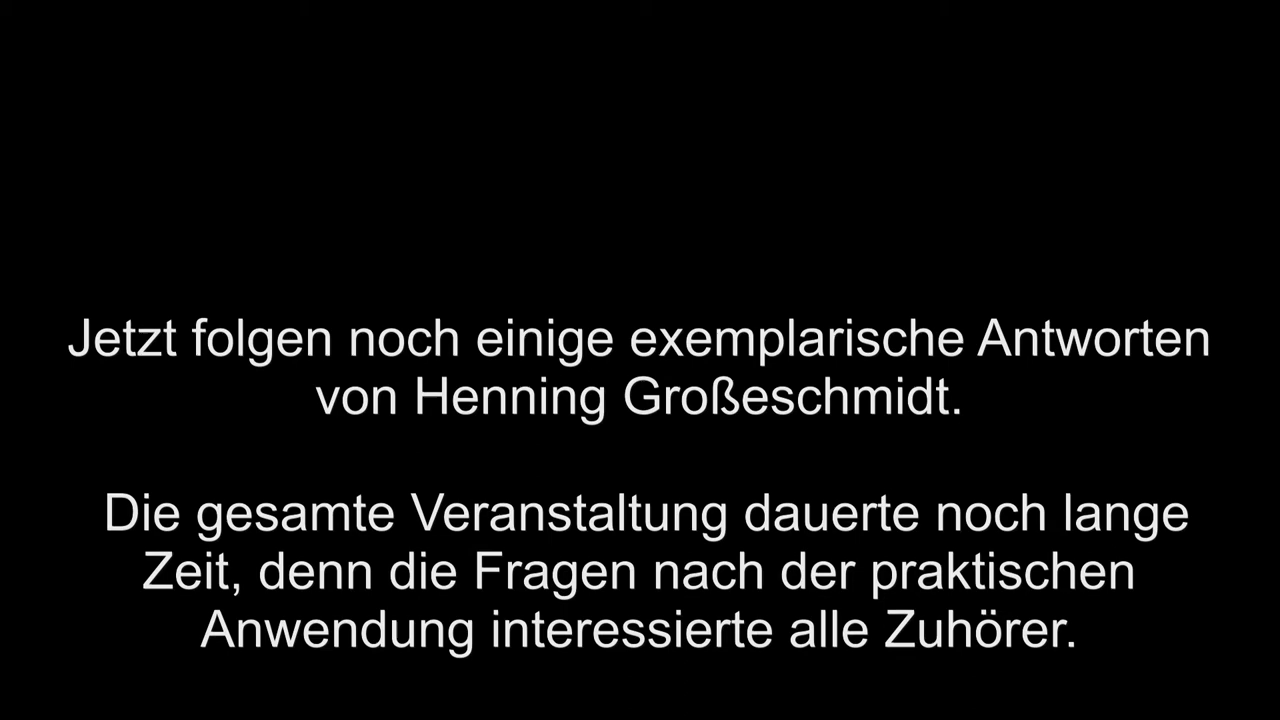 Jetzt folgen noch einige exemplarische Antworten
von Henning Großeschmidt.
Die gesamte Veranstaltung dauerte noch lange
Zeit, denn die Fragen nach der praktischen
Anwendung interessierte alle Zuhörer.